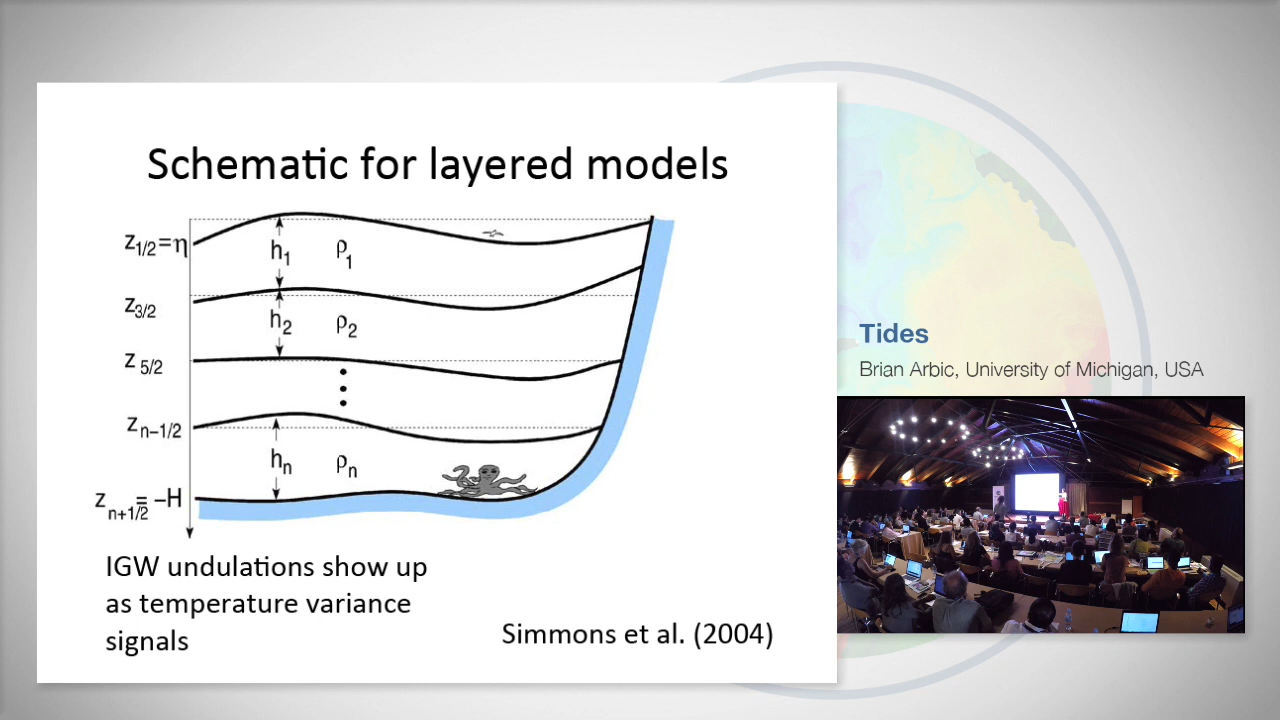 Schematic for layered models
z1/2=η
h1
ρ1
z3/2
h2
ρ2
z5/2
zn−1/2
hn
ρn
zn+1/2= −H
IGW undulations show up
as temperature variance
signals
Simmons et al. (2004)
Tides
Brian Arbic, University of Michigan, USA